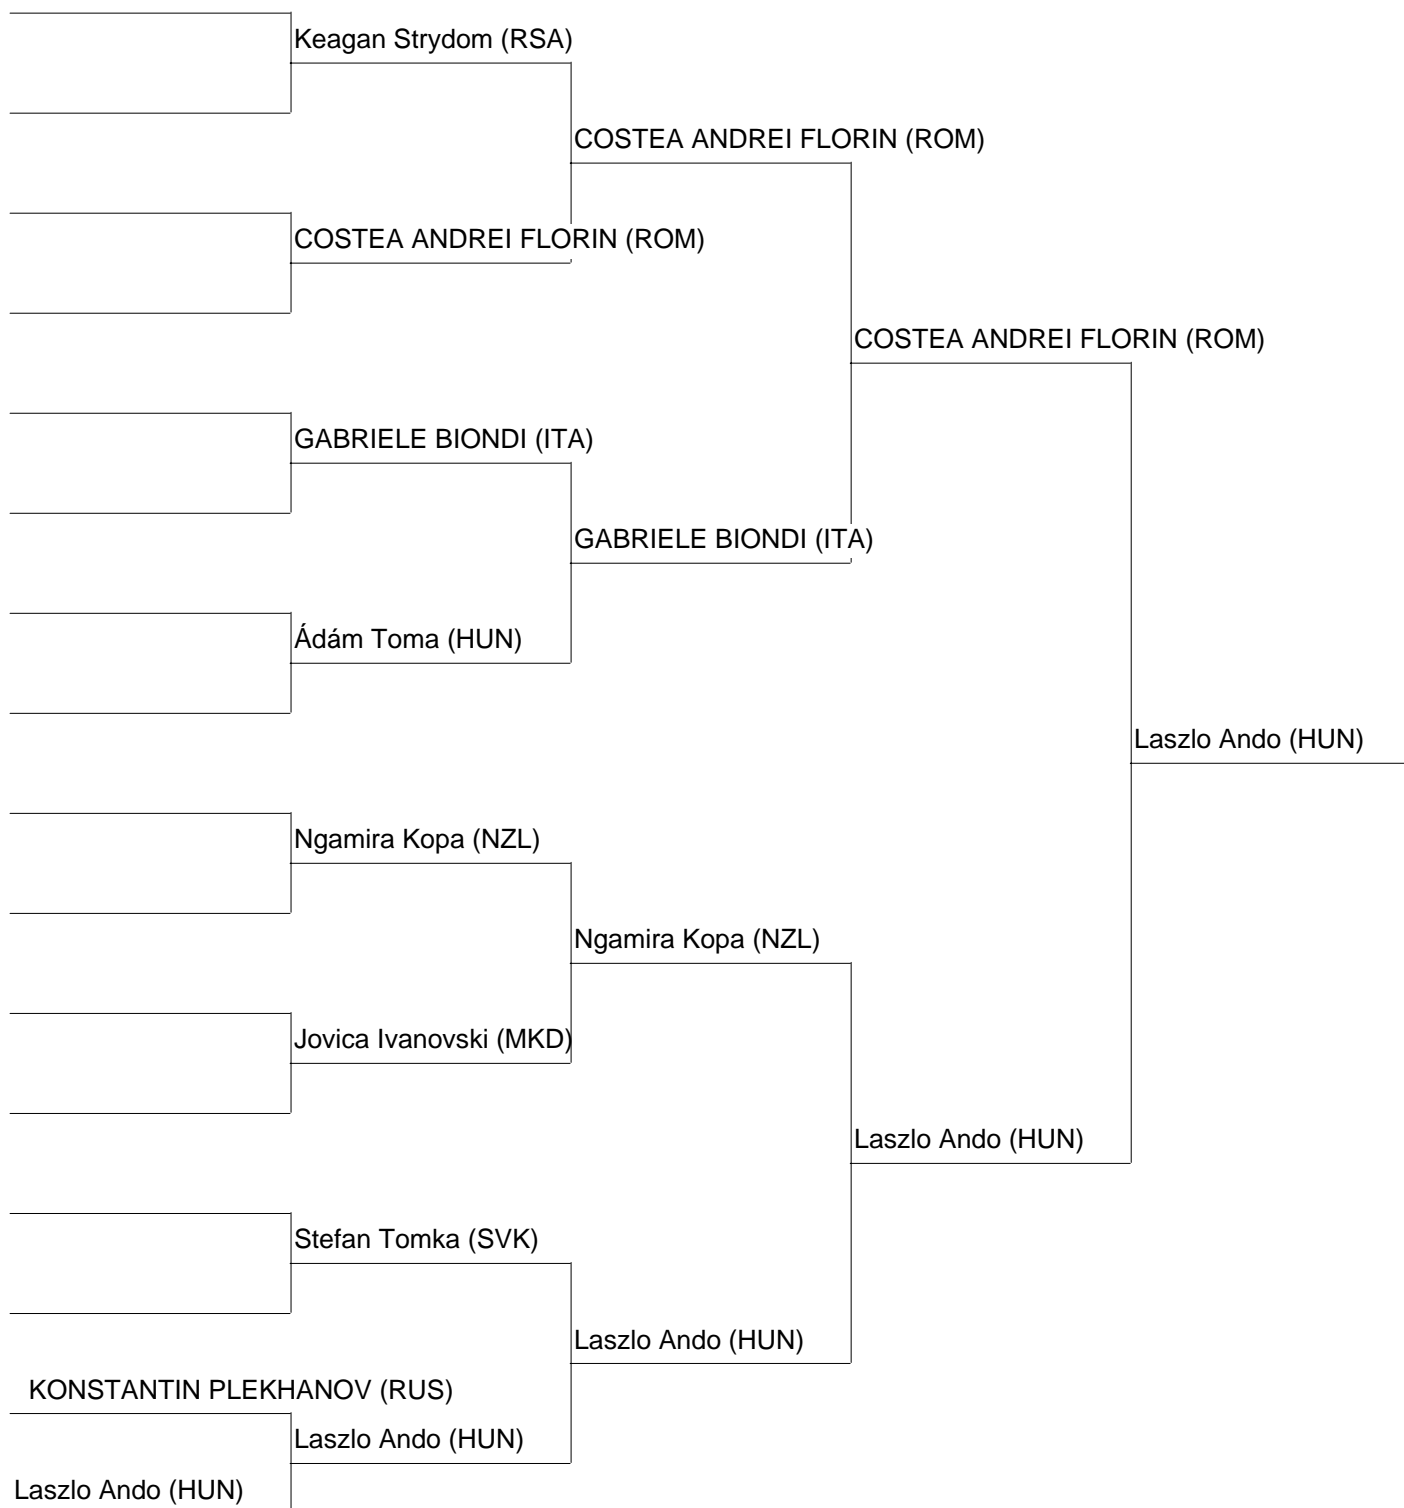 Keagan Strydom (RSA)
COSTEA ANDREI FLORIN (ROM)
COSTEA ANDREI FLORIN (ROM)
COSTEA ANDREI FLORIN (ROM)
GABRIELE BIONDI (ITA)
GABRIELE BIONDI (ITA)
Ádám Toma (HUN)
Laszlo Ando (HUN)
Ngamira Kopa (NZL)
Ngamira Kopa (NZL)
Jovica Ivanovski (MKD)
Laszlo Ando (HUN)
Stefan Tomka (SVK)
Laszlo Ando (HUN)
KONSTANTIN PLEKHANOV (RUS)
Laszlo Ando (HUN)
Laszlo Ando (HUN)